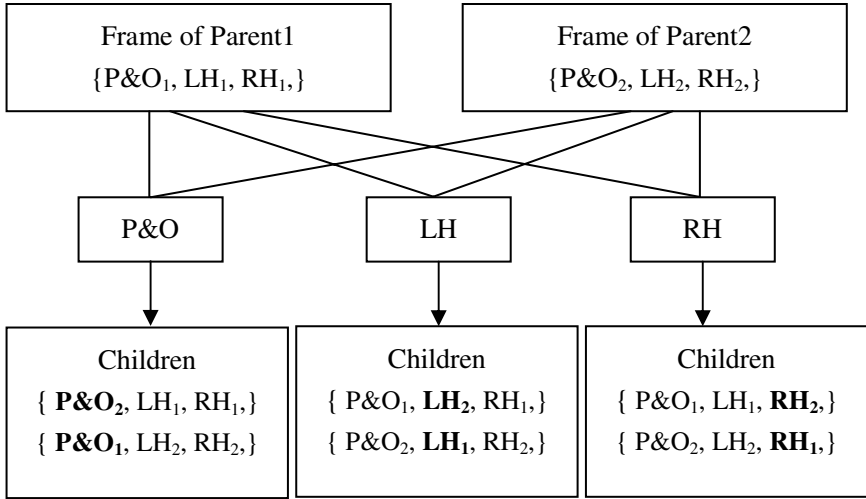 Frame of Parent1
{P&O₁, LH₁, RH₁,}
Frame of Parent2
{P&O₂, LH₂, RH₂,}
P&O
LH
RH
Children
{ P&O₂, LH₁, RH₁,}
{ P&O₁, LH₂, RH₂,}
Children
{ P&O₁, LH₂, RH₁,}
{ P&O₂, LH₁, RH₂,}
Children
{ P&O₁, LH₁, RH₂,}
{ P&O₂, LH₂, RH₁,}